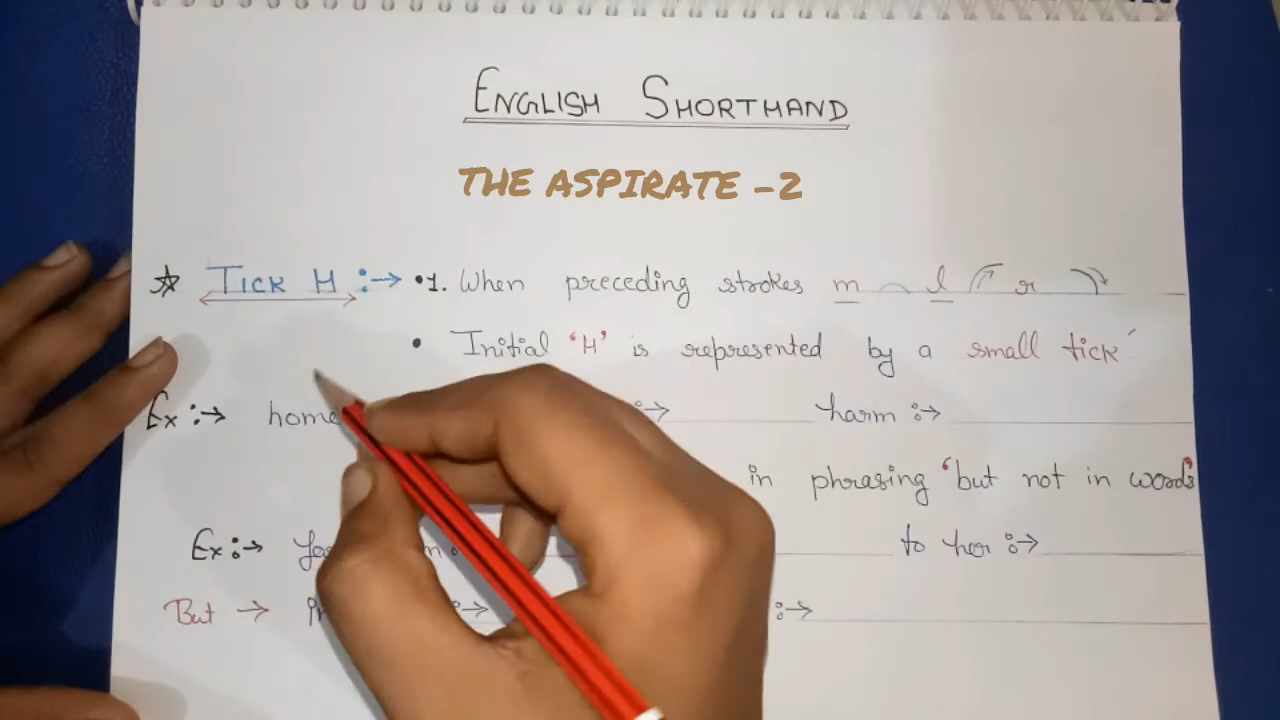 ENGLISH SHORTHAND
THE ASPIRATE -2
☆ TICK H :→ •1. When preceding strokes m l or
• Initial 'H' is represented by a small tick
Ex :→ home :→ harm :→
in phrasing 'but not in words'
Ex :→ to her :→
But → :→ :→